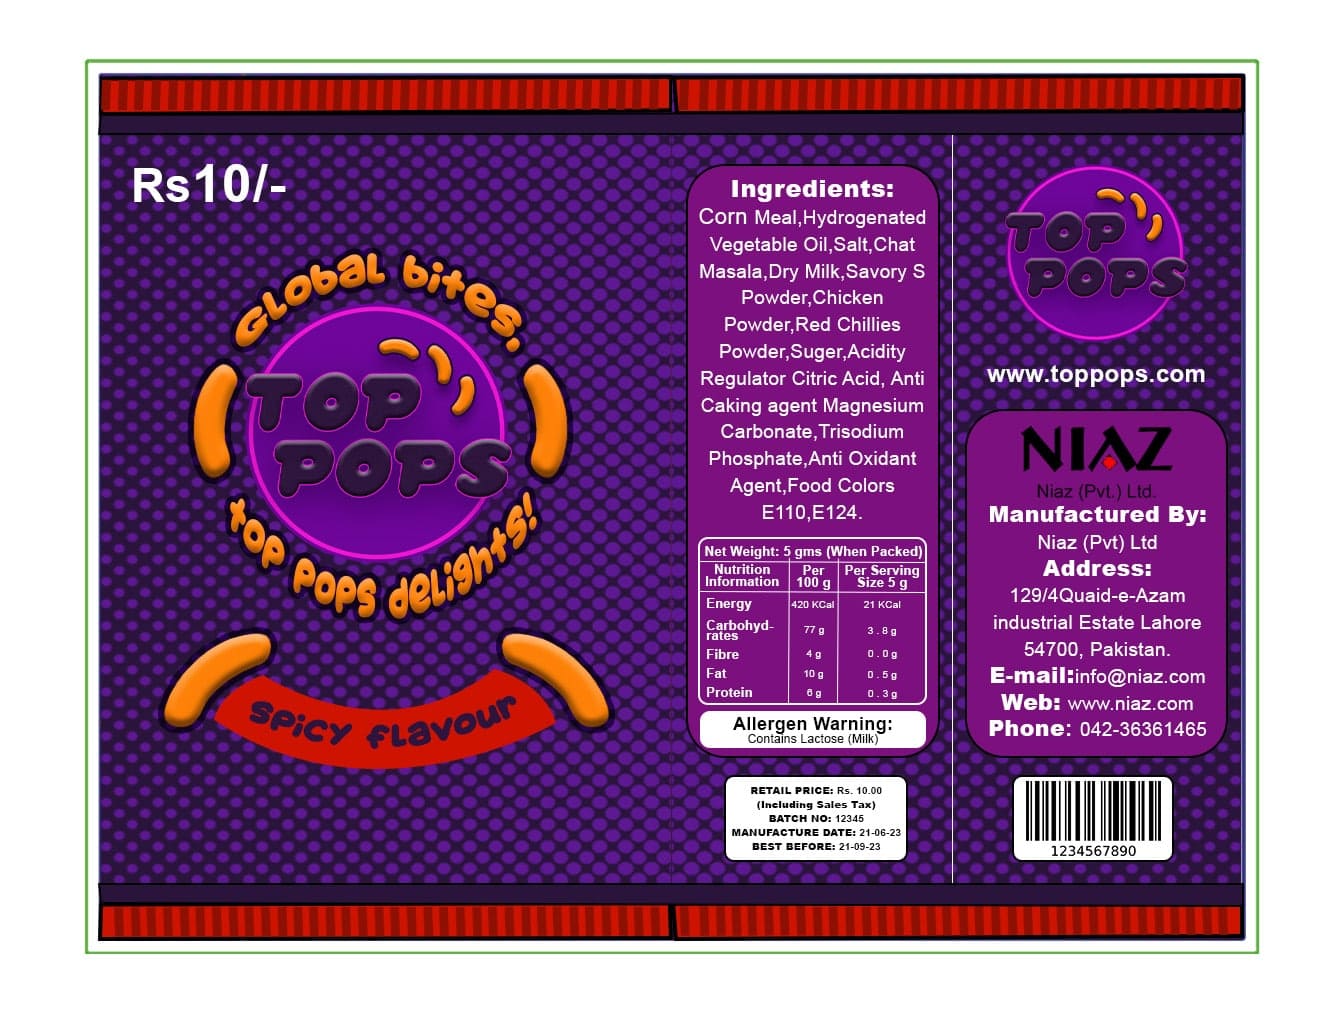 Rs10/-
Global bites,
TOP
POPS
top pops delights!
spicy flavour
Ingredients:
Corn Meal,Hydrogenated
Vegetable Oil,Salt,Chat
Masala,Dry Milk,Savory S
Powder,Chicken
Powder,Red Chillies
Powder,Suger,Acidity
Regulator Citric Acid, Anti
Caking agent Magnesium
Carbonate,Trisodium
Phosphate,Anti Oxidant
Agent,Food Colors
E110,E124.
Net Weight: 5 gms (When Packed)
Nutrition Information Per 100 g Per Serving Size 5 g
Energy 420 KCal 21 KCal
Carbohyd-rates 77 g 3.8 g
Fibre 4 g 0.0 g
Fat 10 g 0.5 g
Protein 6 g 0.3 g
Allergen Warning:
Contains Lactose (Milk)
RETAIL PRICE: Rs. 10.00
(Including Sales Tax)
BATCH NO: 12345
MANUFACTURE DATE: 21-06-23
BEST BEFORE: 21-09-23
TOP
POPS
www.toppops.com
NIAZ
Niaz (Pvt.) Ltd.
Manufactured By:
Niaz (Pvt) Ltd
Address:
129/4Quaid-e-Azam
industrial Estate Lahore
54700, Pakistan.
E-mail:info@niaz.com
Web: www.niaz.com
Phone: 042-36361465
1234567890